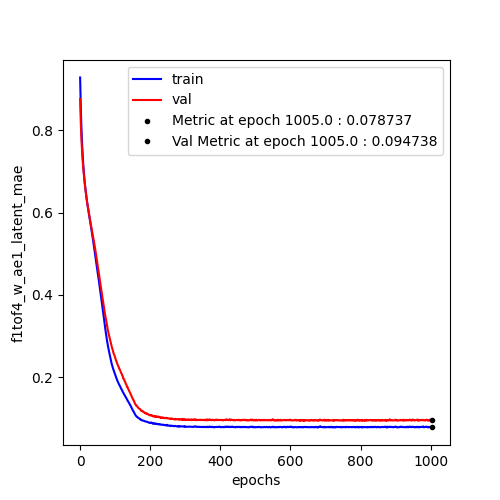 train
val
Metric at epoch 1005.0 : 0.078737
Val Metric at epoch 1005.0 : 0.094738
f1tof4_w_ae1_latent_mae
0.8
0.6
0.4
0.2
0 200 400 600 800 1000
epochs